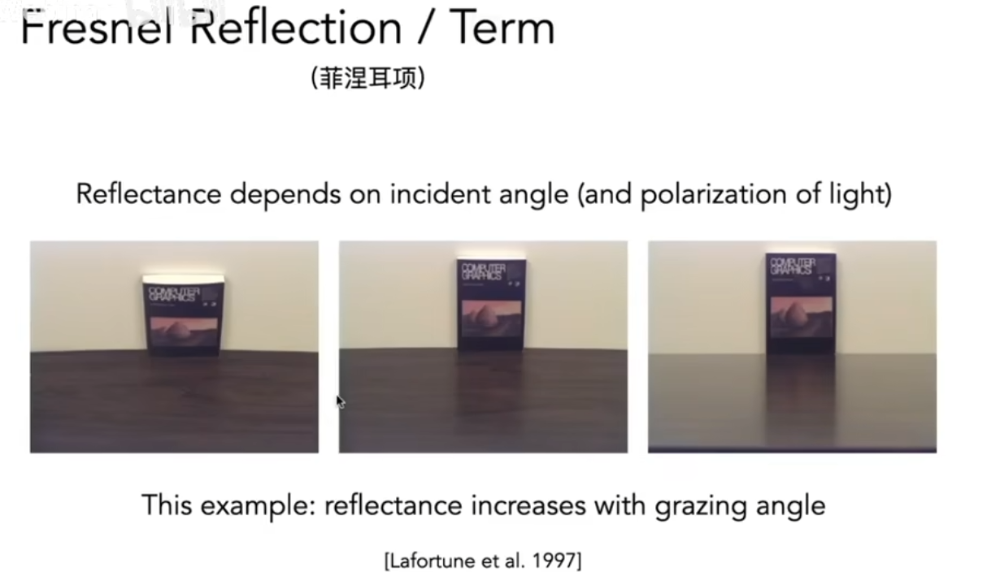 Fresnel Reflection / Term
(菲涅耳项)
Reflectance depends on incident angle (and polarization of light)
COMPUTER
GRAPHICS
COMPUTER
GRAPHICS
COMPUTER
GRAPHICS
This example: reflectance increases with grazing angle
[Lafortune et al. 1997]